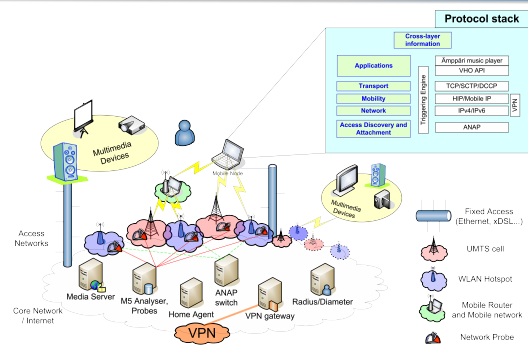 Protocol stack
Cross-layer
information
Applications
Ämppäri music player
VHO API
Transport
TCP/SCTP/DCCP
Mobility
HIP/Mobile IP
Network
IPv4/IPv6
Access Discovery and
Attachment
ANAP
Triggering Engine
VPN
Multimedia
Devices
Mobile Node
Multimedia
Devices
Fixed Access
(Ethernet, xDSL...)
Access
Networks
UMTS cell
WLAN Hotspot
Media Server
M5 Analyser,
Probes
Home Agent
ANAP
switch
VPN gateway
Radius/Diameter
Core Network
/ Internet
VPN
Mobile Router
and Mobile network
Network Probe